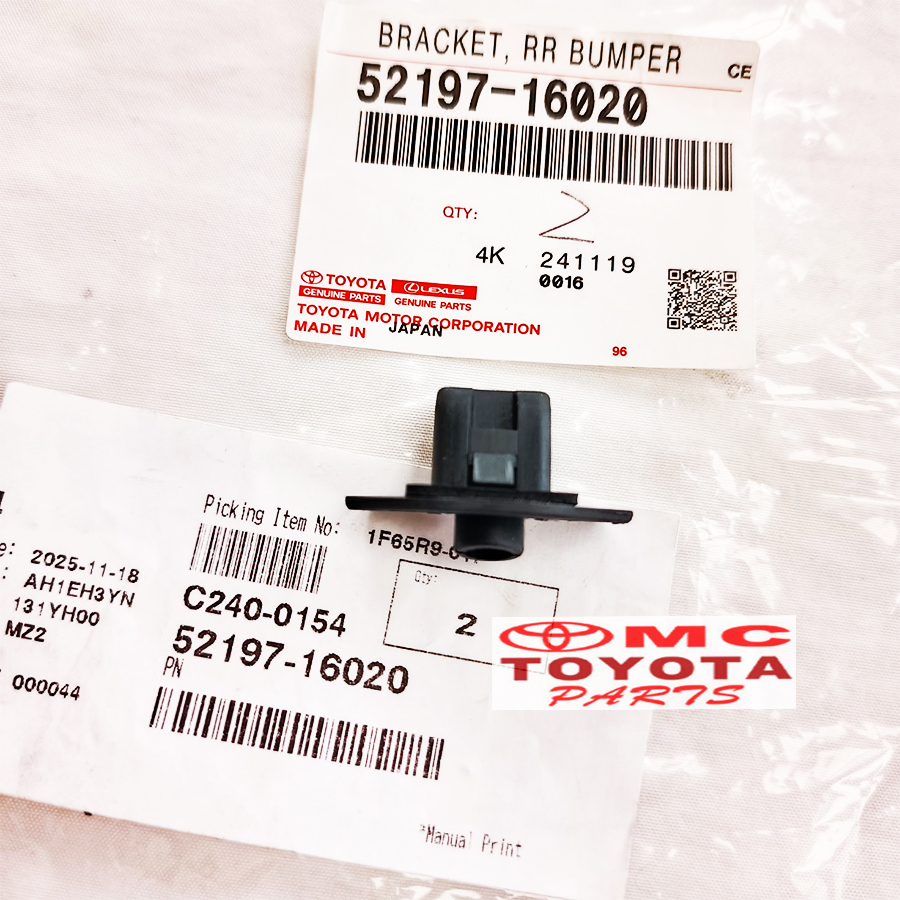 BRACKET, RR BUMPER
CE
52197-16020
QTY: 2
4K 241119
0016
TOYOTA LEXUS
GENUINE PARTS GENUINE PARTS
TOYOTA MOTOR CORPORATION
MADE IN JAPAN
96
Picking Item No:
2025-11-18
AH1EH3YN
131YH00
MZ2
000044
C240-0154
52197-16020
PN
Qty:
2
*Manual Print
OMC
TOYOTA
PARTS